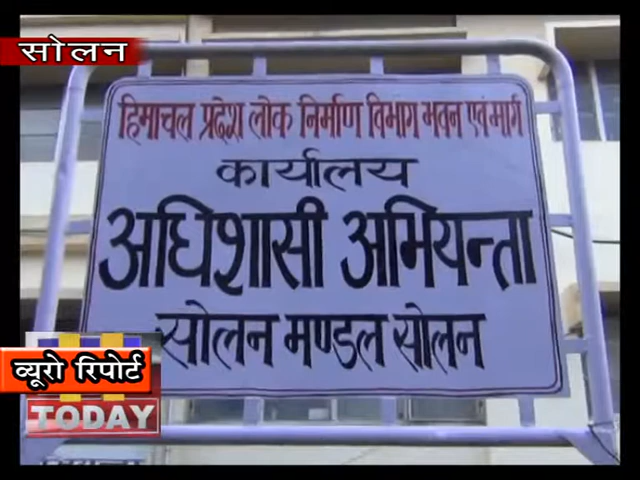 सोलन
हिमाचल प्रदेश लोक निर्माण विभाग भवन एवं मार्ग
कार्यालय
अधिशासी अभियन्ता
सोलन मण्डल सोलन
व्यूरो रिपोर्ट
TODAY